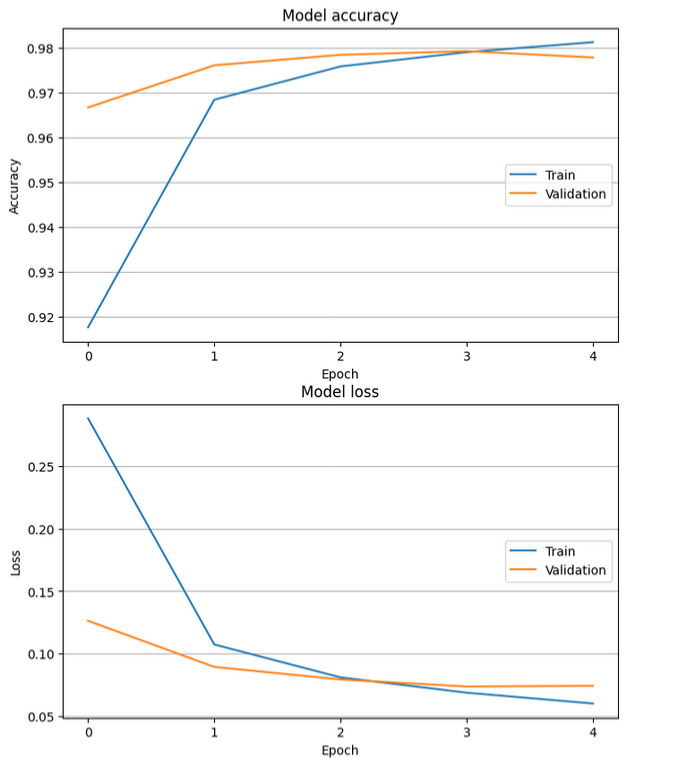 Model accuracy
0.98
0.97
0.96
0.95
0.94
0.93
0.92
Accuracy
Train
Validation
0 1 2 3 4
Epoch
Model loss
0.25
0.20
0.15
0.10
0.05
Loss
Train
Validation
0 1 2 3 4
Epoch